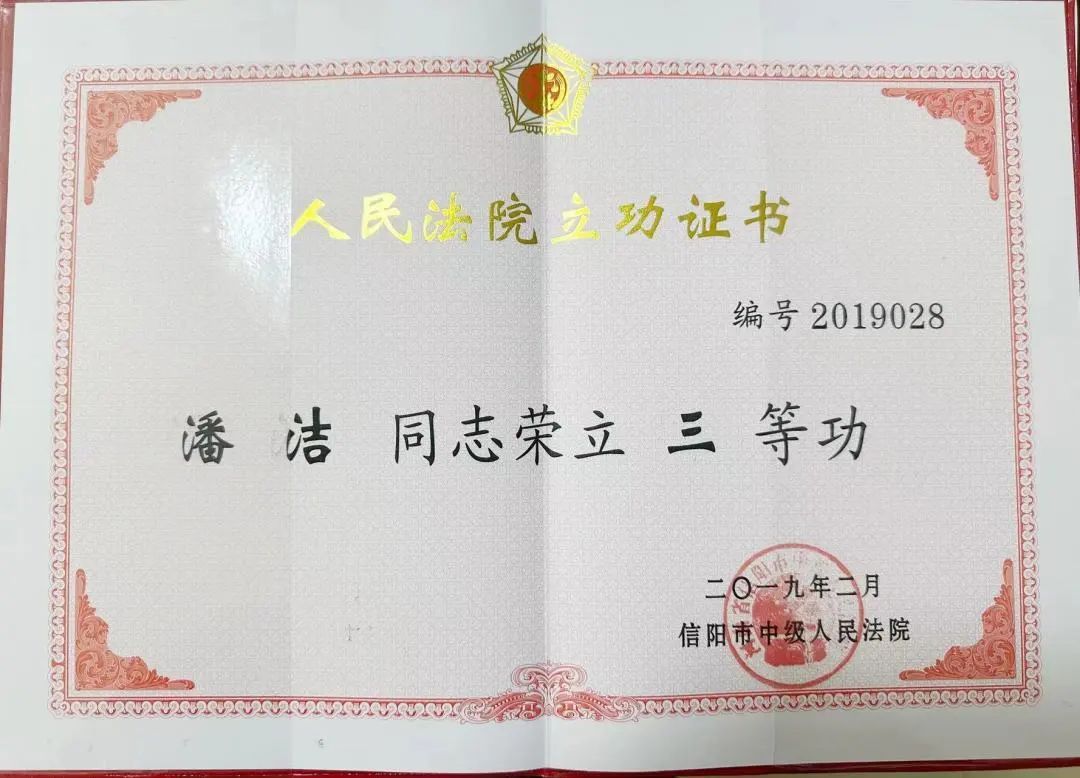 人民法院立功证书
编号 2019028
潘 洁 同志荣立 三 等功
二〇一九年二月
信阳市中级人民法院